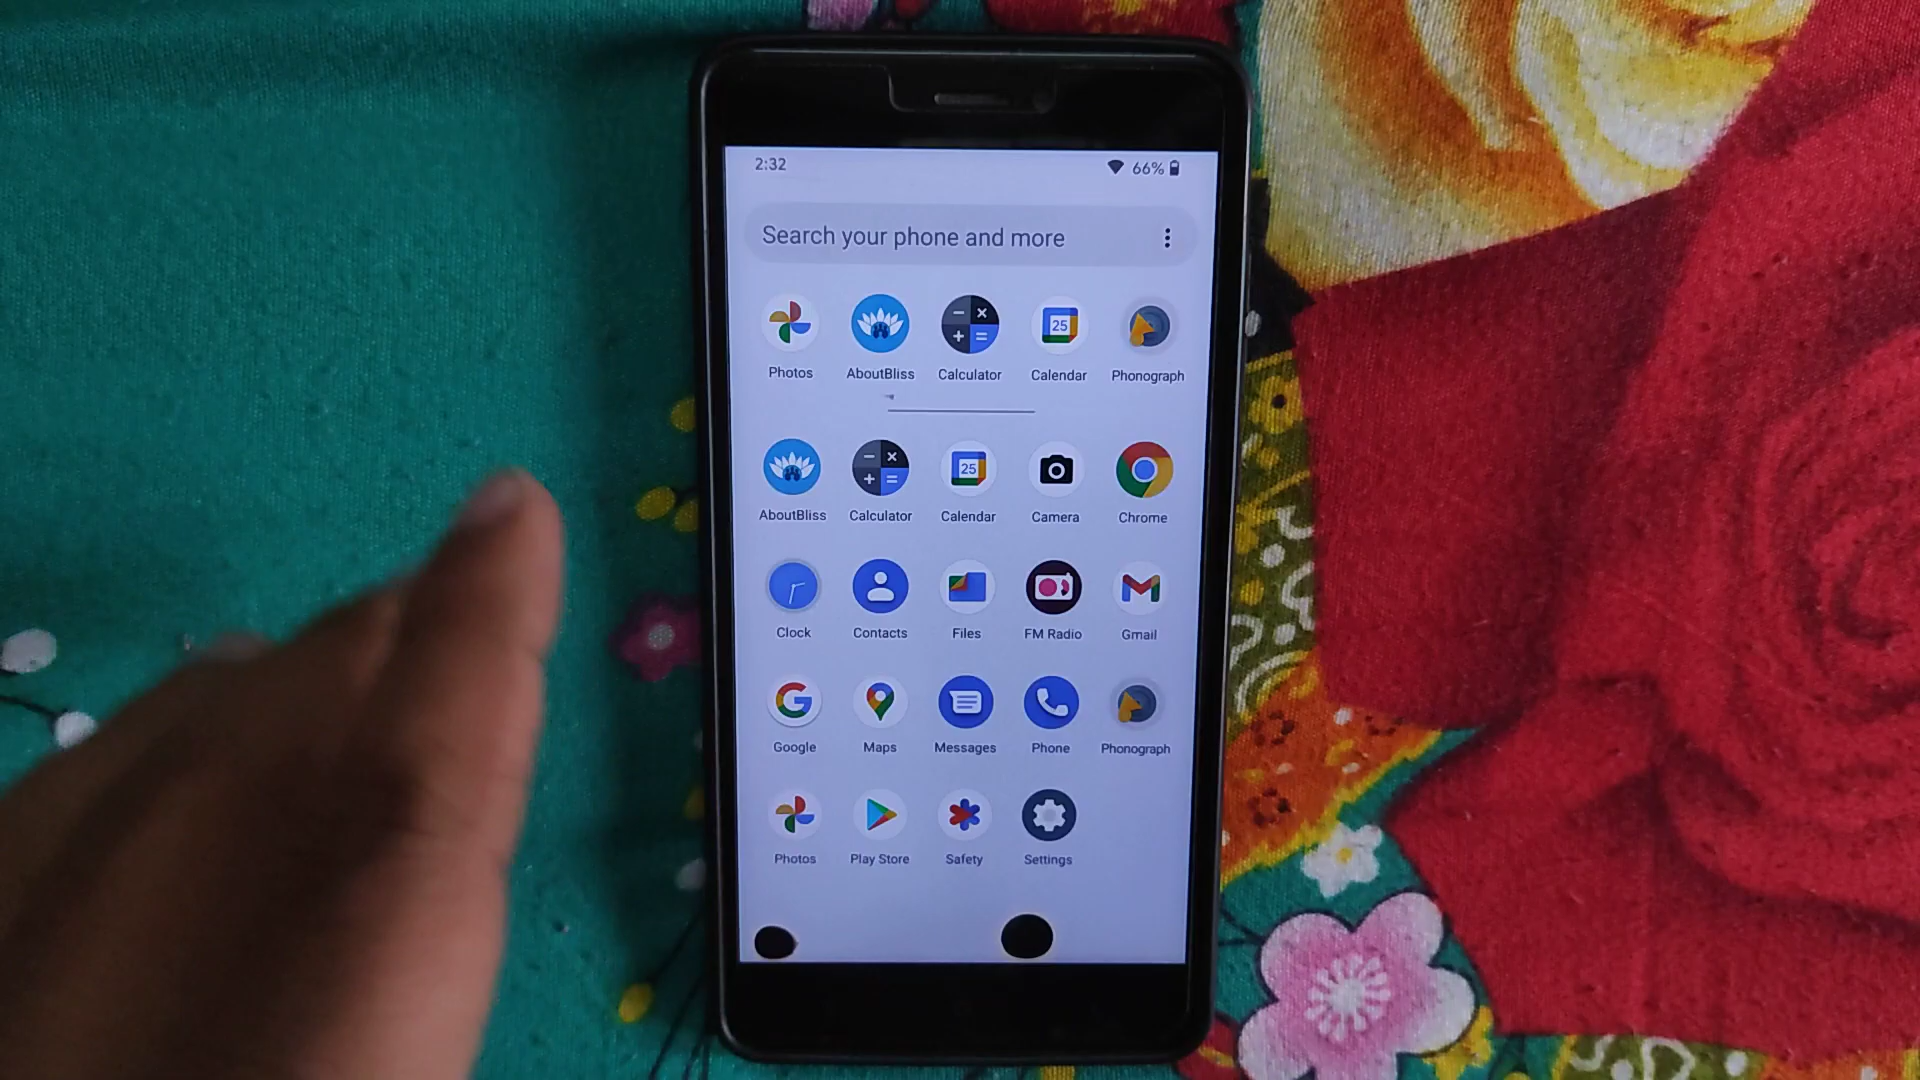 2:32 66%
Search your phone and more
25
Photos AboutBliss Calculator Calendar Phonograph
25
AboutBliss Calculator Calendar Camera Chrome
Clock Contacts Files FM Radio Gmail
Google Maps Messages Phone Phonograph
Photos Play Store Safety Settings